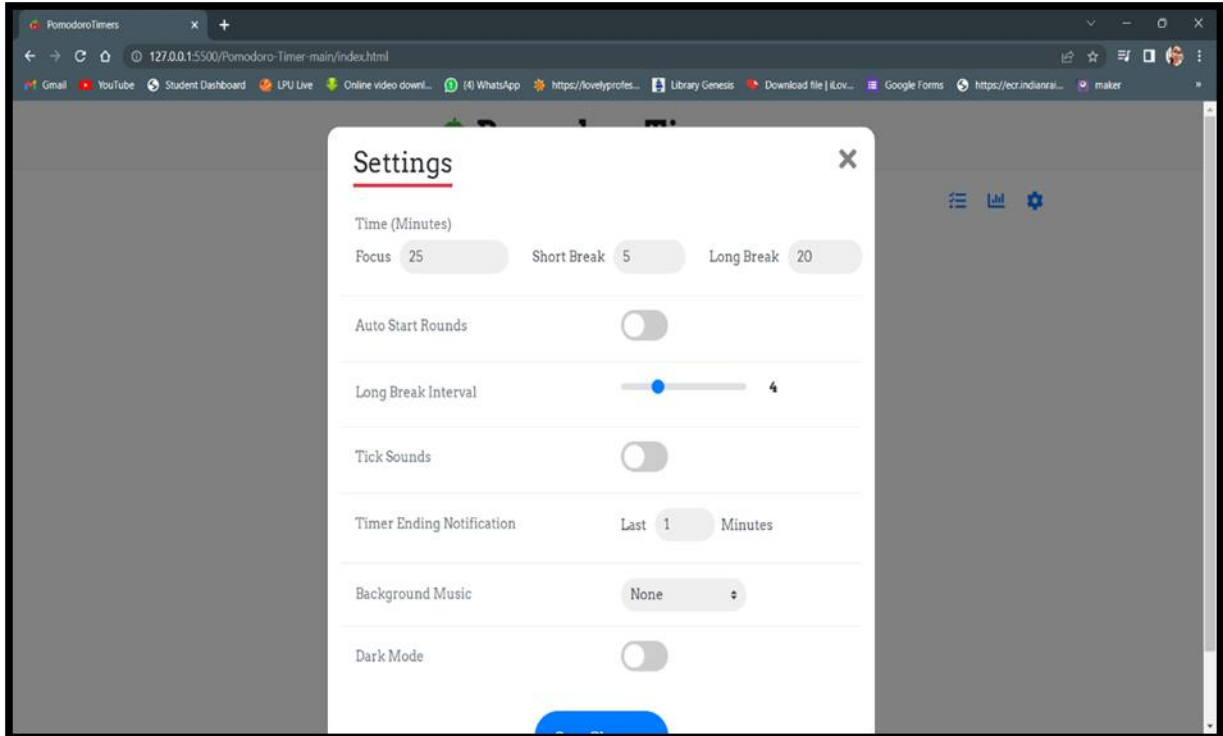 PomodoroTimers
127.0.0.1:5500/Pomodoro-Timer-main/index.html
Gmail YouTube Student Dashboard LPU Live Online video downl... (4) WhatsApp https://lovelyprofes... Library Genesis Download file | iLov... Google Forms https://ecr.indianrai... maker »
Settings
Time (Minutes)
Focus 25 Short Break 5 Long Break 20
Auto Start Rounds
Long Break Interval 4
Tick Sounds
Timer Ending Notification Last 1 Minutes
Background Music None
Dark Mode